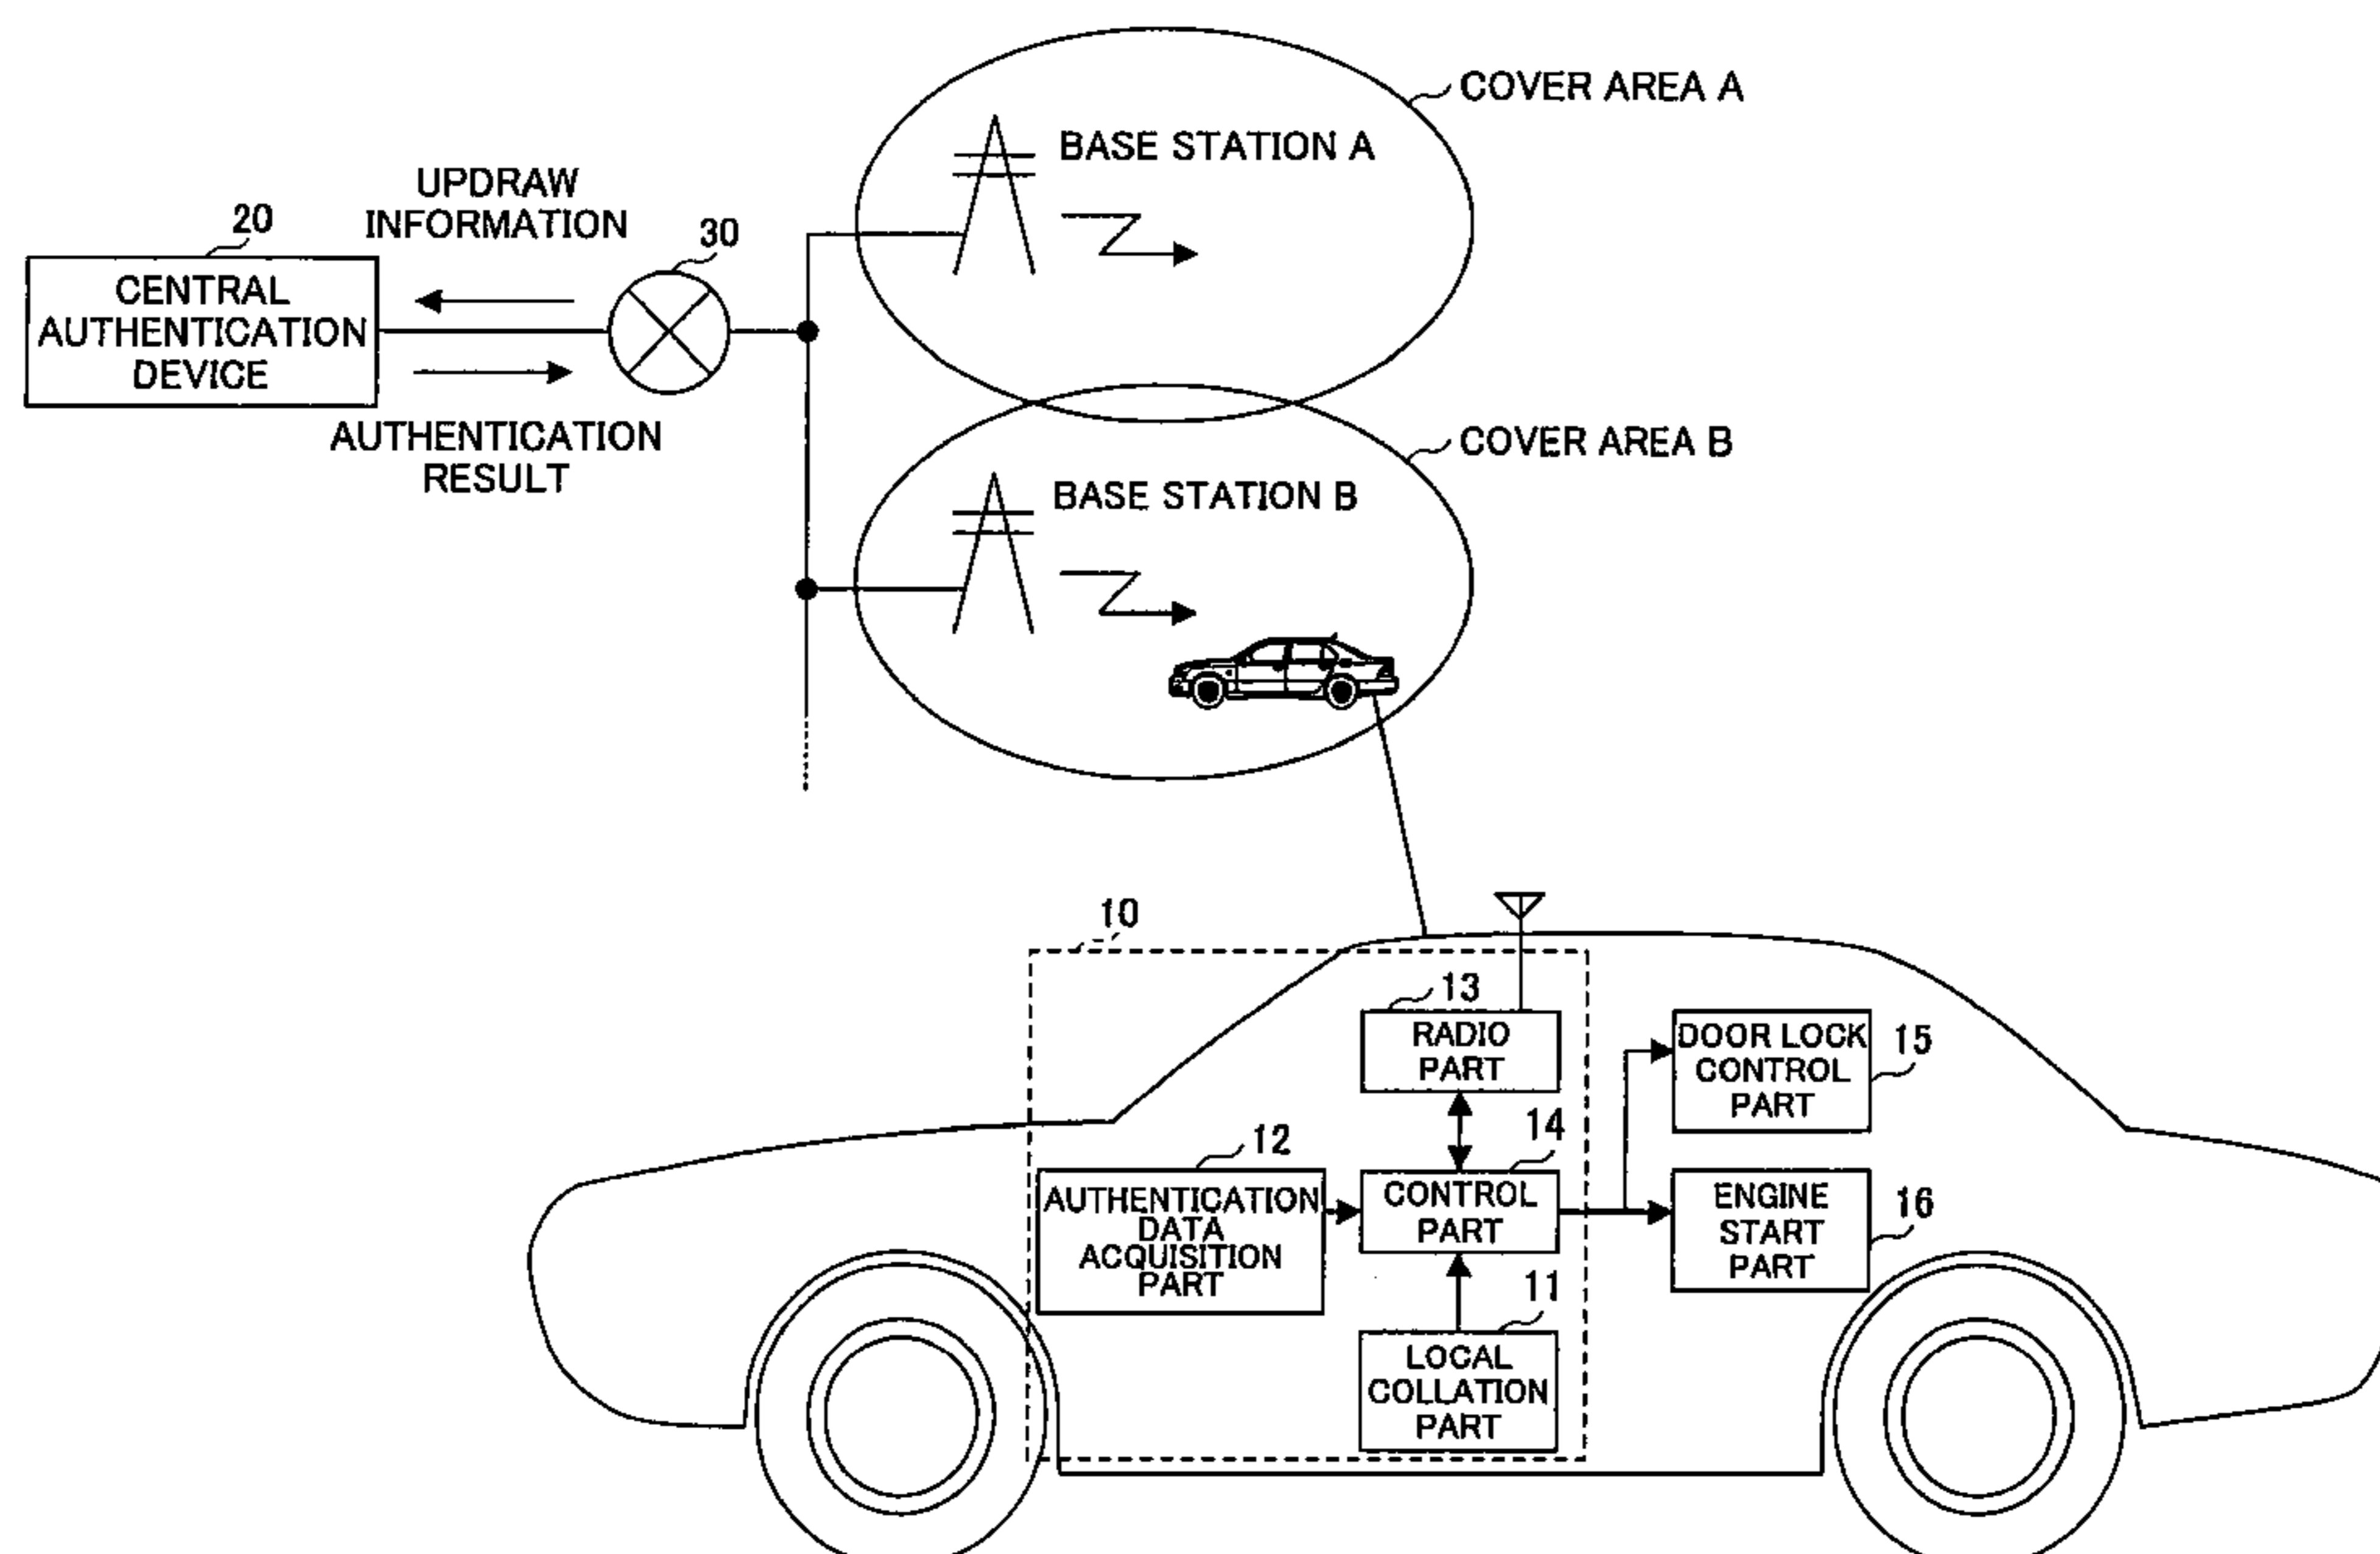 COVER AREA A
BASE STATION A
UPDRAW
INFORMATION
20
30
CENTRAL
AUTHENTICATION
DEVICE
AUTHENTICATION
RESULT
COVER AREA B
BASE STATION B
10
13
RADIO
PART
DOOR LOCK
CONTROL
PART
15
12
14
AUTHENTICATION
DATA
ACQUISITION
PART
CONTROL
PART
ENGINE
START
PART
16
11
LOCAL
COLLATION
PART